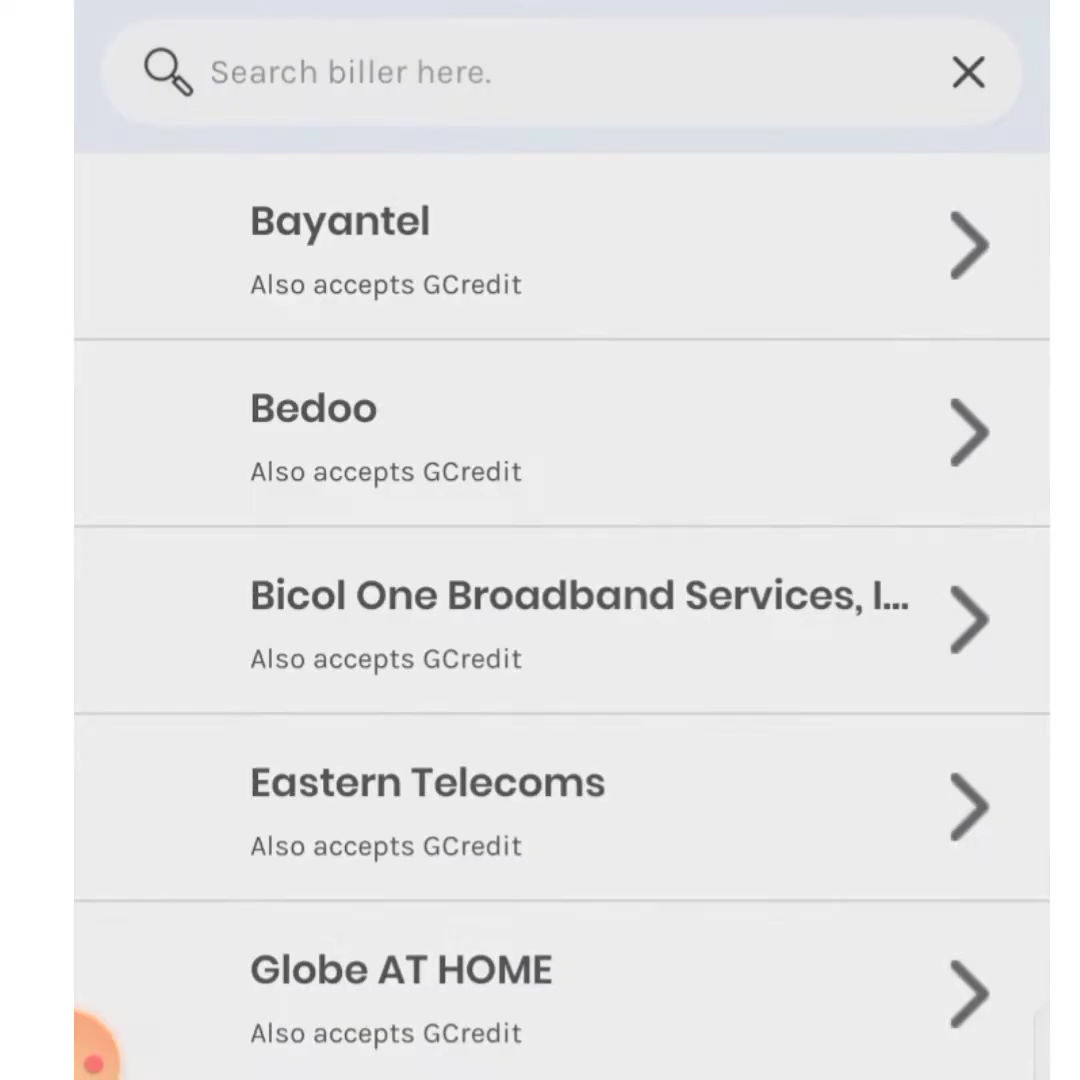 Search biller here.
Bayantel
Also accepts GCredit
Bedoo
Also accepts GCredit
Bicol One Broadband Services, I...
Also accepts GCredit
Eastern Telecoms
Also accepts GCredit
Globe AT HOME
Also accepts GCredit